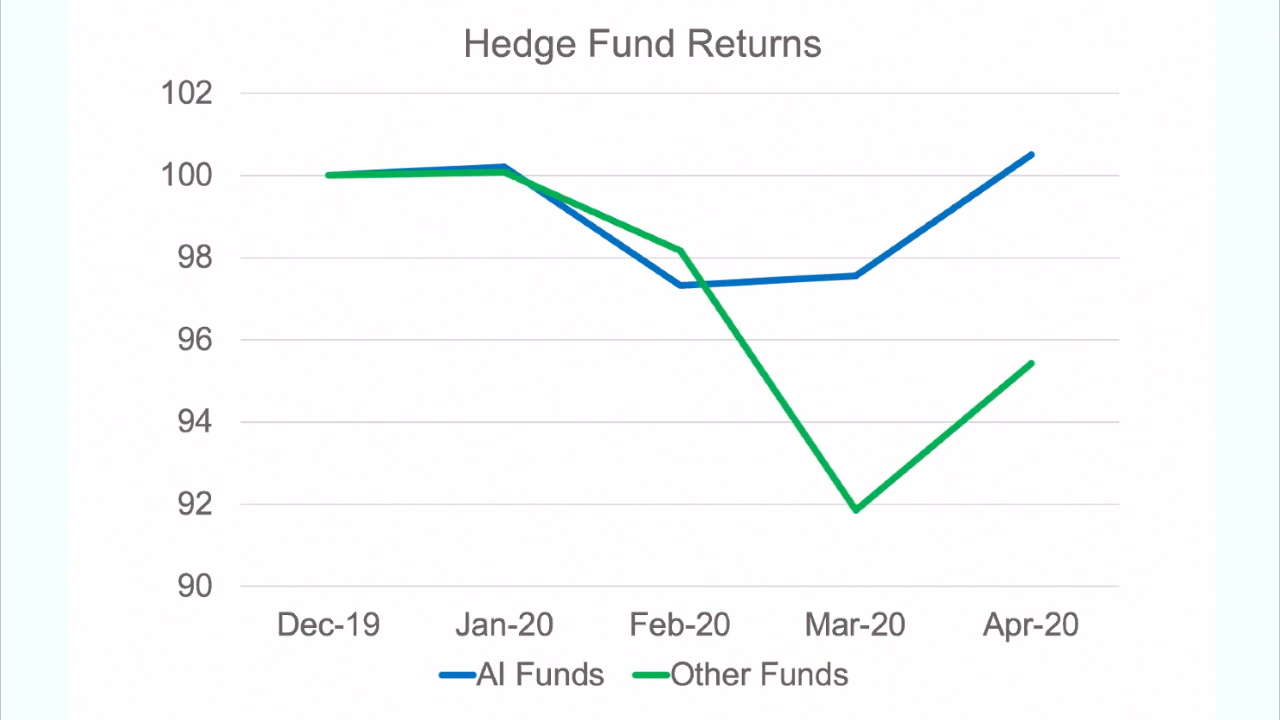 Hedge Fund Returns
102
100
98
96
94
92
90
Dec-19 Jan-20 Feb-20 Mar-20 Apr-20
AI Funds Other Funds